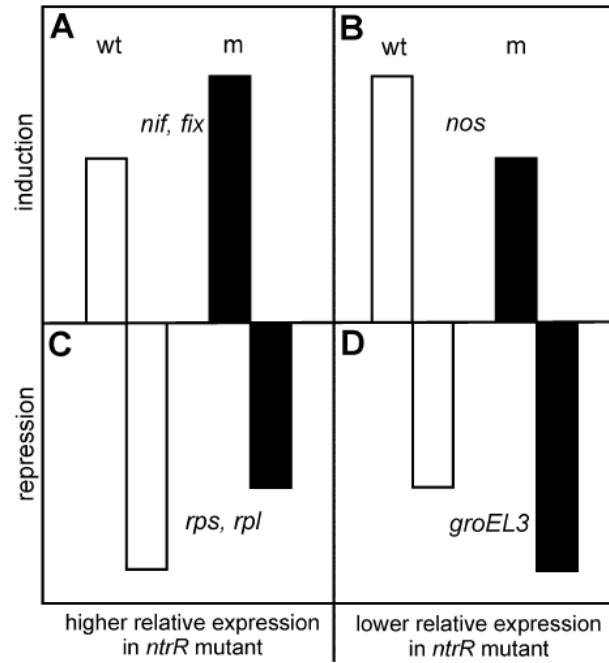 A
wt
m
nif, fix
B
wt
m
nos
induction
C
rps, rpl
D
groEL3
repression
higher relative expression
in ntrR mutant
lower relative expression
in ntrR mutant